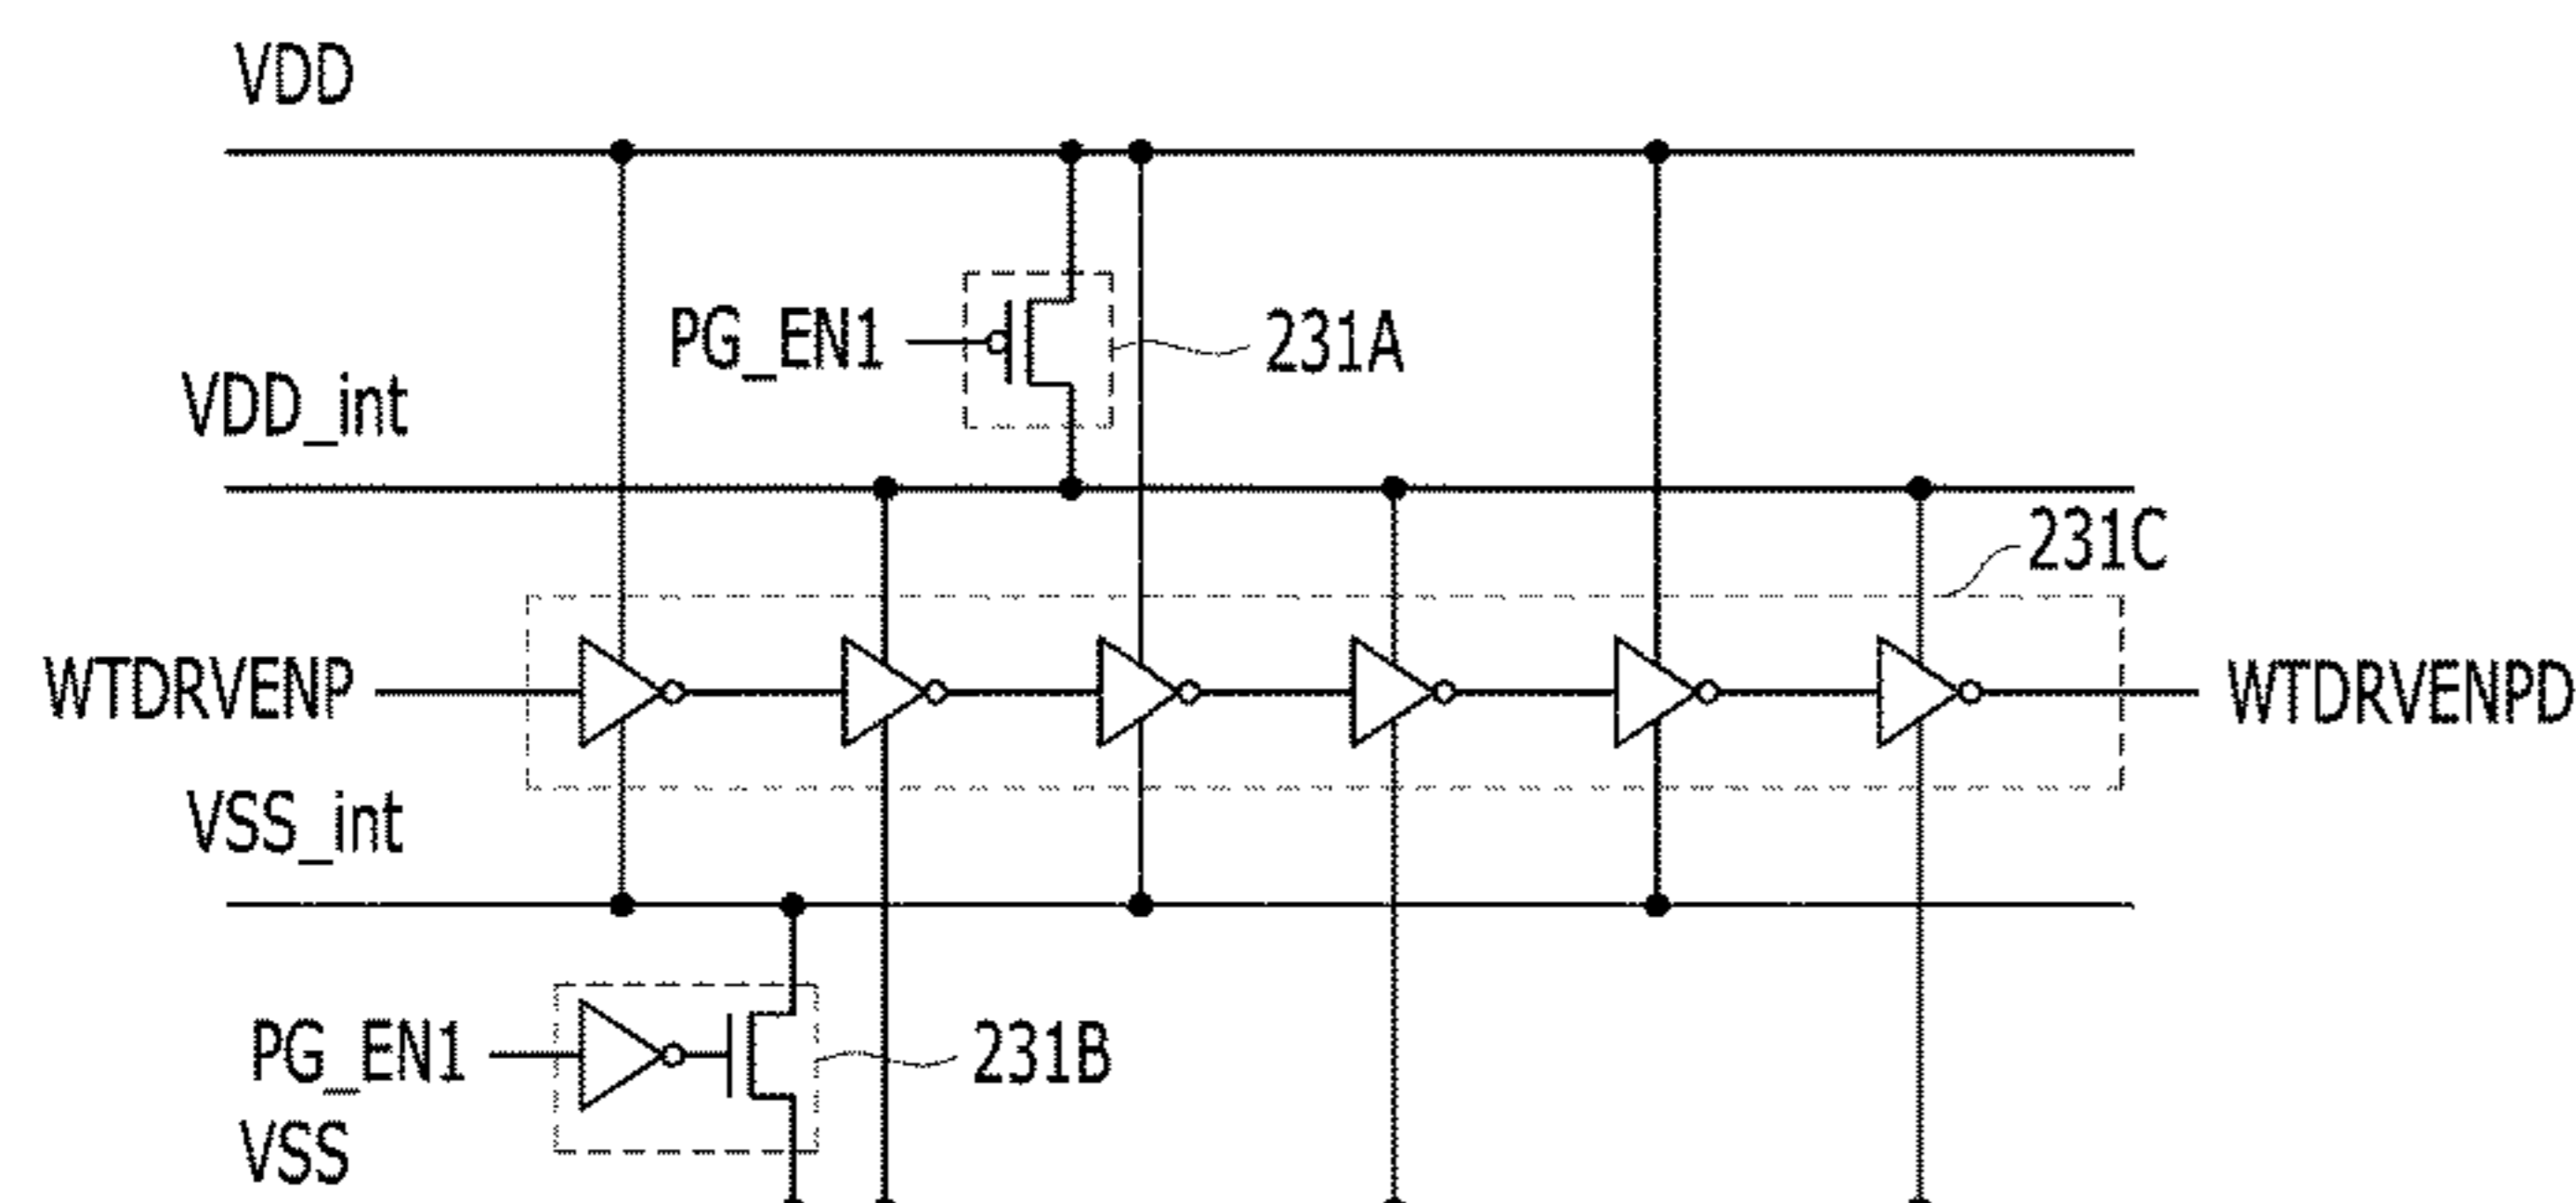 VDD
PG_EN1
231A
VDD_int
231C
WTDRVENP
WTDRVENPD
VSS_int
PG_EN1
231B
VSS